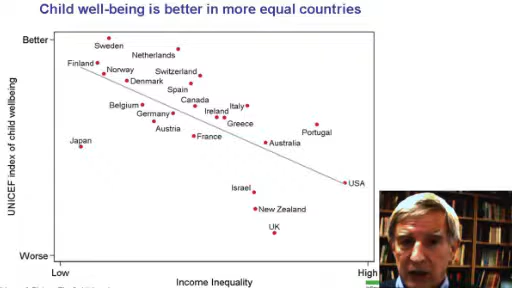 Child well-being is better in more equal countries
Better
Sweden
Netherlands
Finland
Norway
Switzerland
Denmark
Spain
Belgium
Canada
Italy
Germany
Ireland
Greece
Austria
France
Portugal
Japan
Australia
USA
Israel
New Zealand
UK
UNICEF index of child wellbeing
Worse
Low
High
Income Inequality